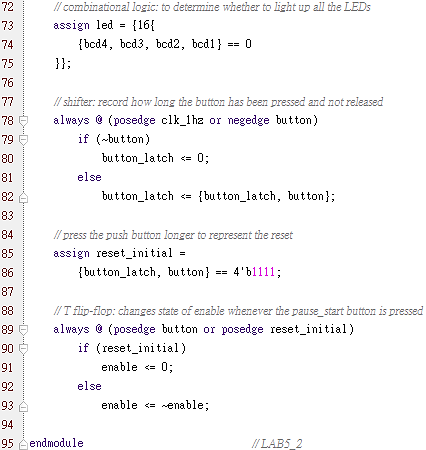 72 // combinational logic: to determine whether to light up all the LEDs
73 assign led = {16{
74 {bcd4, bcd3, bcd2, bcd1} == 0
75 }};
76
77 // shifter: record how long the button has been pressed and not released
78 always @ (posedge clk_1hz or negedge button)
79 if (~button)
80 button_latch <= 0;
81 else
82 button_latch <= {button_latch, button};
83
84 // press the push button longer to represent the reset
85 assign reset_initial =
86 {button_latch, button} == 4'b1111;
87
88 // T flip-flop: changes state of enable whenever the pause_start button is pressed
89 always @ (posedge button or posedge reset_initial)
90 if (reset_initial)
91 enable <= 0;
92 else
93 enable <= ~enable;
94
95 endmodule // LAB5_2